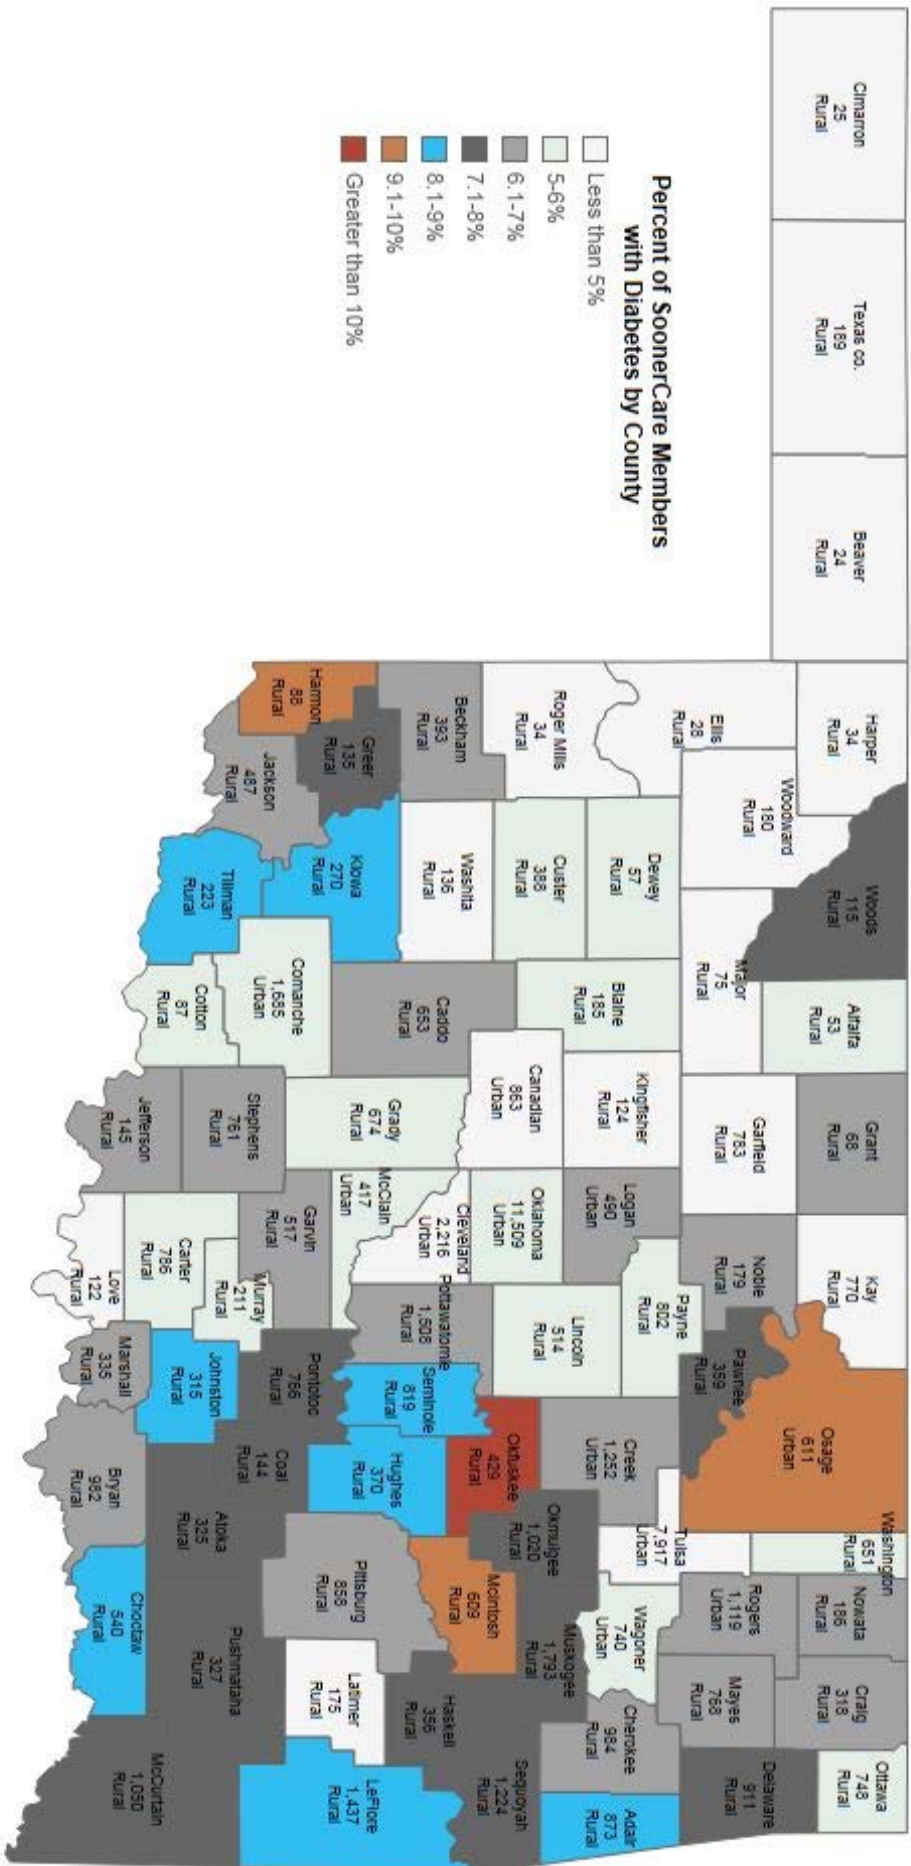 Cimarron
25
Rural
Texas co.
189
Rural
Beaver
24
Rural
Percent of SoonerCare Members
with Diabetes by County
Less than 5%
5-6%
6.1-7%
7.1-8%
8.1-9%
9.1-10%
Greater than 10%
Harper
34
Rural
Ellis
28
Rural
Woodward
180
Rural
Woods
115
Rural
Alfalfa
53
Rural
Major
75
Rural
Grant
68
Rural
Garfield
783
Rural
Kay
770
Rural
Noble
179
Rural
Osage
611
Urban
Pawnee
359
Rural
Washington
651
Rural
Nowata
186
Rural
Craig
318
Rural
Ottawa
748
Rural
Rogers
1,119
Urban
Mayes
768
Rural
Delaware
911
Rural
Roger Mills
34
Rural
Dewey
57
Rural
Custer
388
Rural
Blaine
185
Rural
Kingfisher
124
Rural
Canadian
863
Urban
Logan
490
Urban
Oklahoma
11,509
Urban
Payne
802
Rural
Lincoln
514
Rural
Creek
1,252
Urban
Tulsa
7,917
Urban
Wagoner
740
Urban
Cherokee
984
Rural
Adair
873
Rural
Beckham
393
Rural
Washita
136
Rural
Caddo
653
Rural
Grady
674
Rural
McClain
417
Urban
Cleveland
2,216
Urban
Pottawatomie
1,508
Rural
Seminole
819
Rural
Okfuskee
429
Rural
Okmulgee
1,020
Rural
Muskogee
1,793
Rural
McIntosh
609
Rural
Hughes
370
Rural
Haskell
356
Rural
Sequoyah
1,224
Rural
Harmon
88
Rural
Greer
135
Rural
Jackson
487
Rural
Kiowa
270
Rural
Tillman
223
Rural
Comanche
1,685
Urban
Cotton
87
Rural
Stephens
761
Rural
Jefferson
145
Rural
Garvin
517
Rural
Murray
211
Rural
Carter
786
Rural
Love
122
Rural
Pontotoc
766
Rural
Johnston
315
Rural
Marshall
335
Rural
Coal
144
Rural
Atoka
325
Rural
Bryan
982
Rural
Pittsburg
858
Rural
Latimer
175
Rural
LeFlore
1,437
Rural
Pushmataha
327
Rural
Choctaw
540
Rural
McCurtain
1,050
Rural